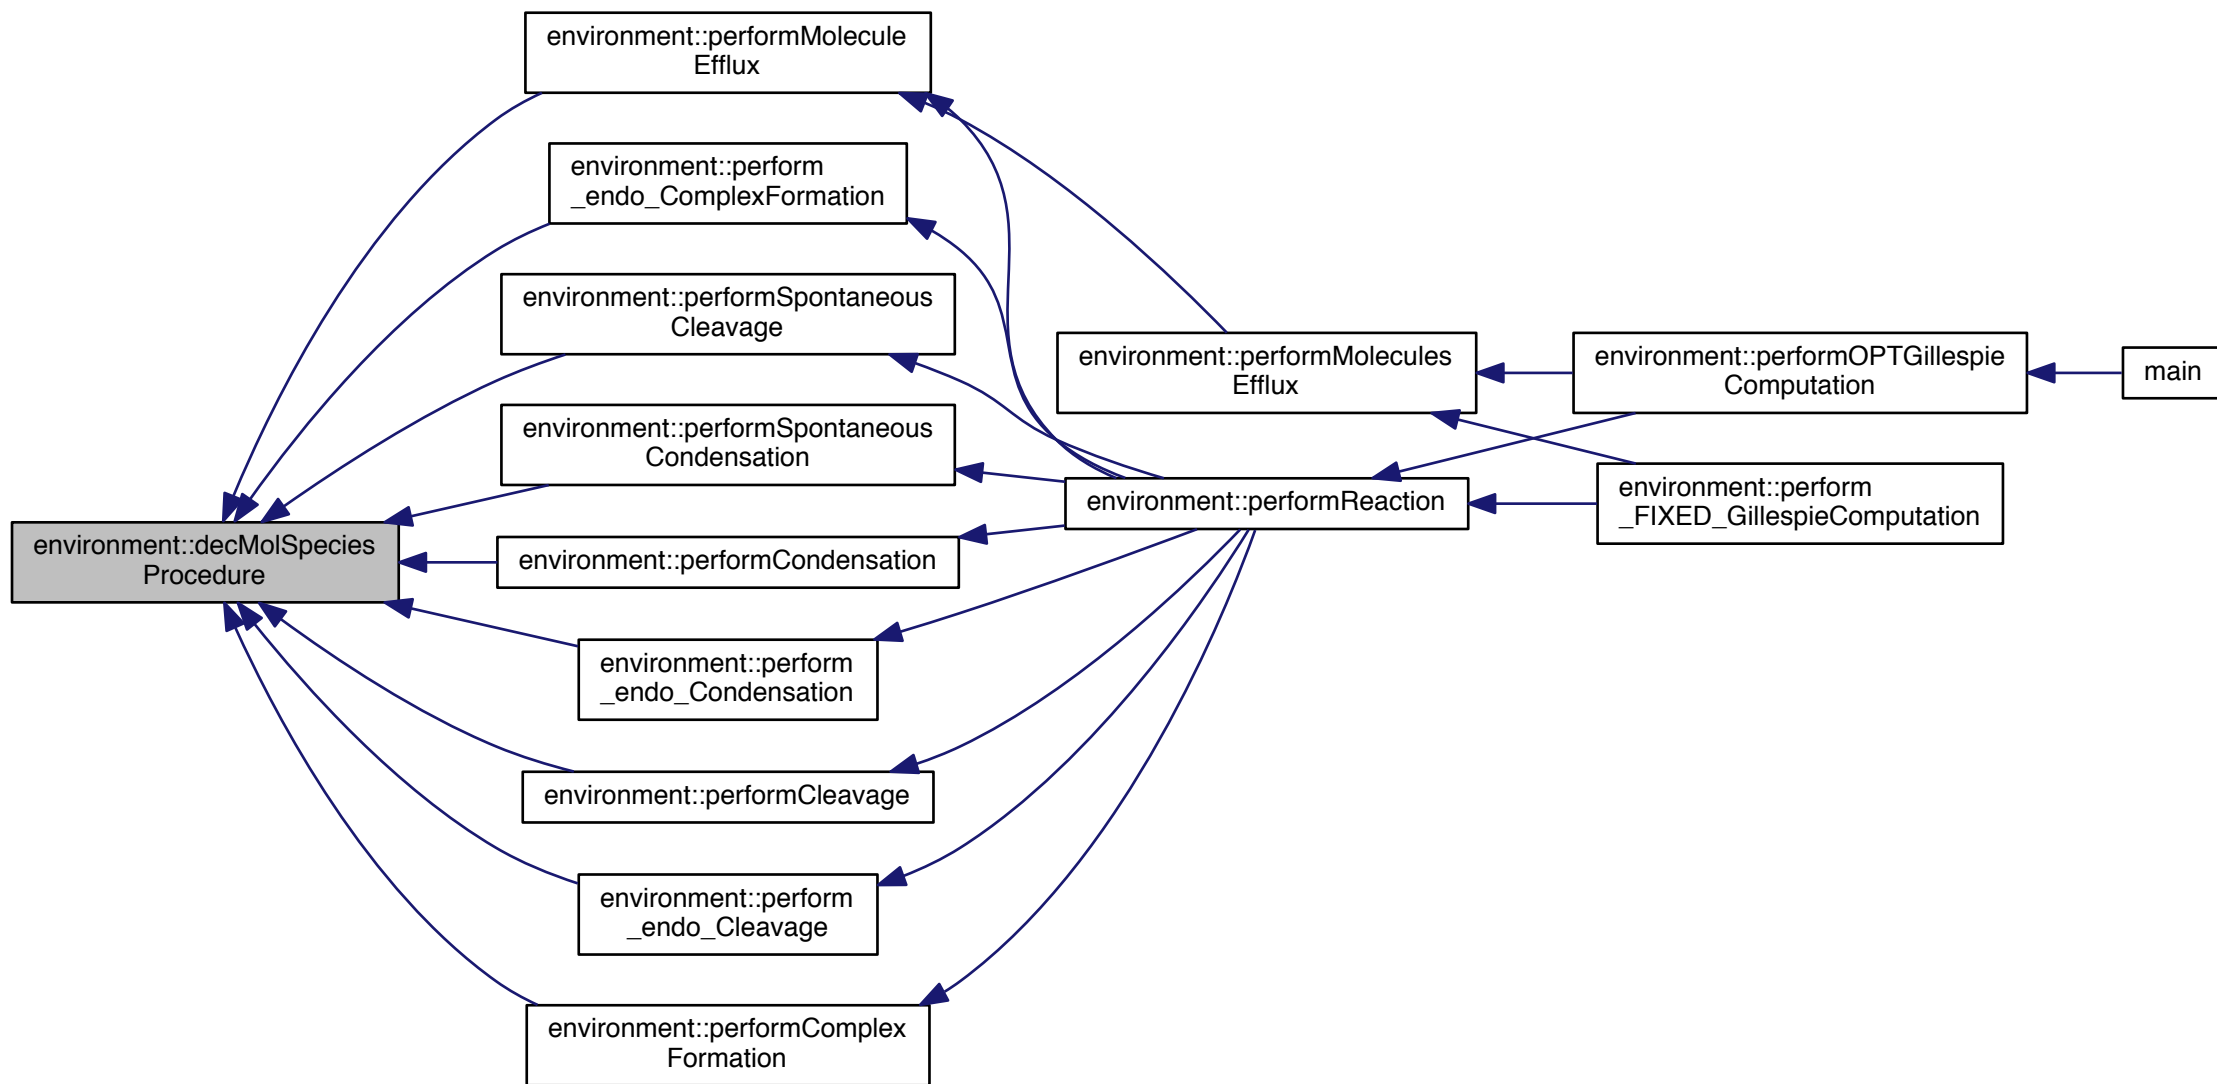 environment::performMolecule
Efflux
environment::perform
_endo_ComplexFormation
environment::performSpontaneous
Cleavage
environment::performSpontaneous
Condensation
environment::decMolSpecies
Procedure
environment::performCondensation
environment::perform
_endo_Condensation
environment::performCleavage
environment::perform
_endo_Cleavage
environment::performComplex
Formation
environment::performMolecules
Efflux
environment::performReaction
environment::performOPTGillespie
Computation
environment::perform
_FIXED_GillespieComputation
main